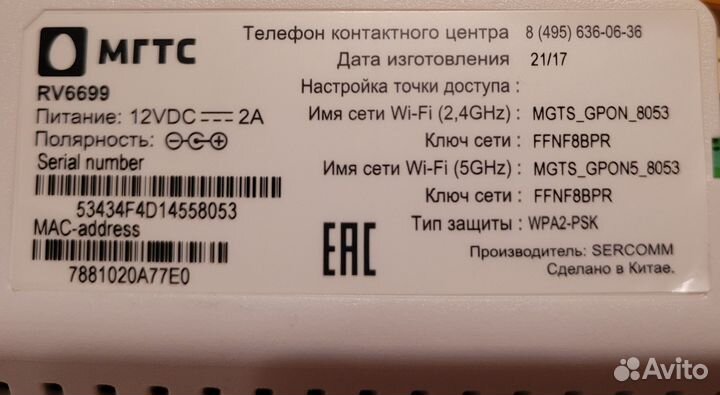 МГТС
RV6699
Питание: 12VDC 2A
Полярность:
Serial number
53434F4D14558053
MAC-address
7881020A77E0
Телефон контактного центра 8 (495) 636-06-36
Дата изготовления 21/17
Настройка точки доступа :
Имя сети Wi-Fi (2,4GHz) : MGTS_GPON_8053
Ключ сети : FFNF8BPR
Имя сети Wi-Fi (5GHz) : MGTS_GPON5_8053
Ключ сети : FFNF8BPR
Тип защиты : WPA2-PSK
EAC
Производитель: SERCOMM
Сделано в Китае.
Avito